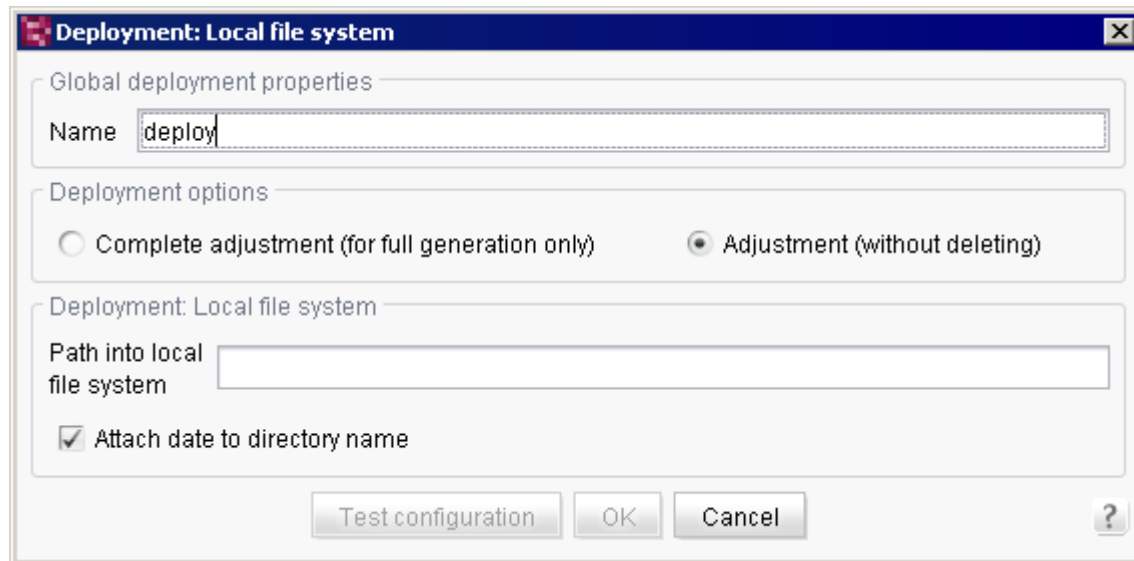 Deployment: Local file system
Global deployment properties
Name deploy
Deployment options
Complete adjustment (for full generation only) Adjustment (without deleting)
Deployment: Local file system
Path into local
file system
Attach date to directory name
Test configuration OK Cancel ?